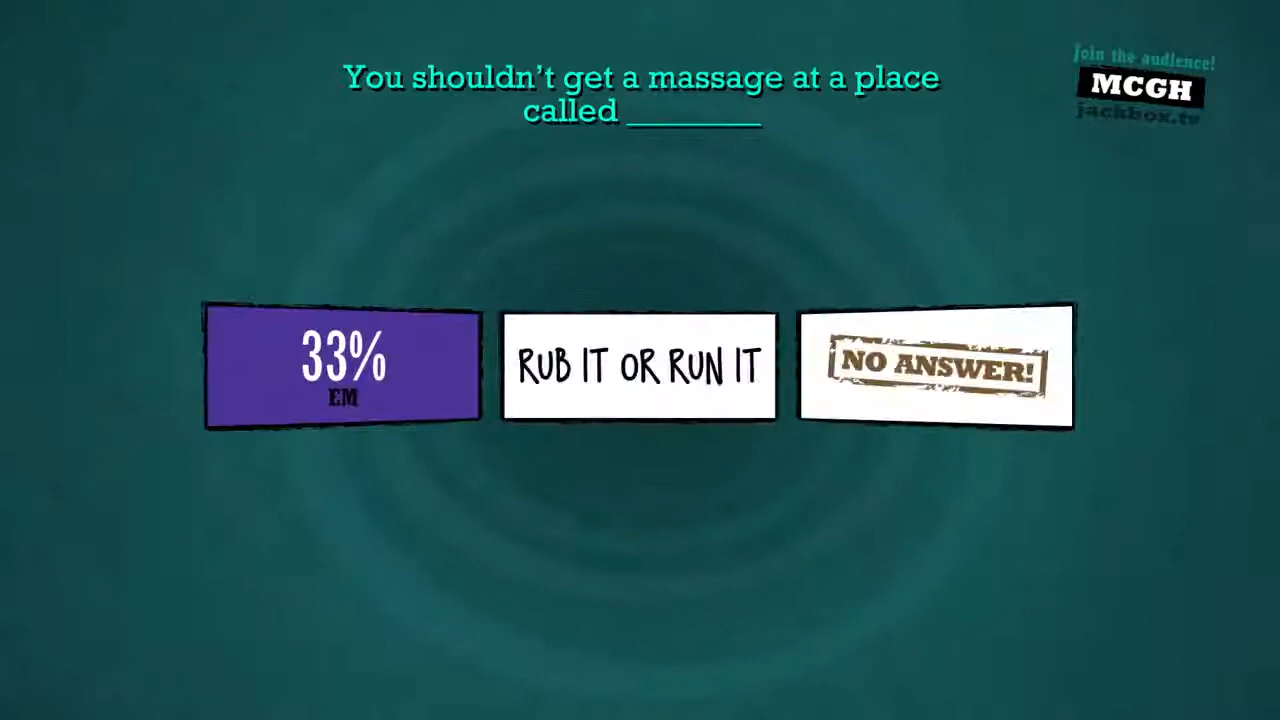 You shouldn't get a massage at a place
called ________
Join the audience!
MCGH
jackbox.tv
33%
EM
RUB IT OR RUN IT
NO ANSWER!